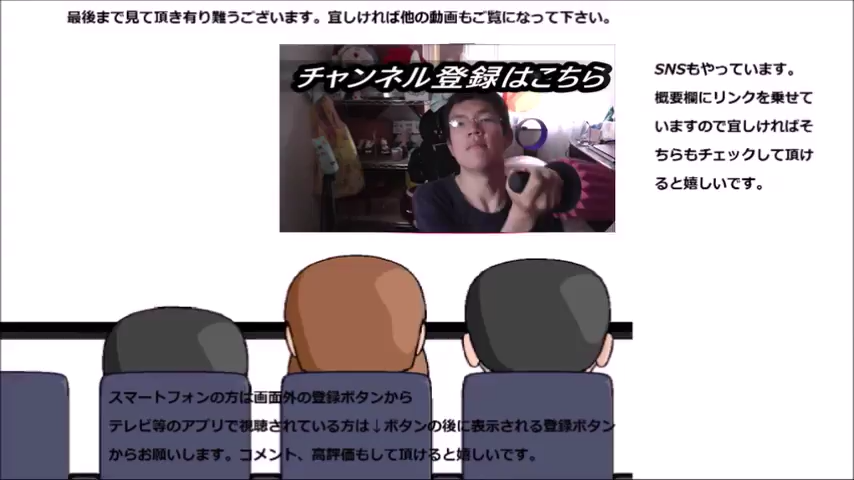 最後まで見て頂き有り難うございます。宜しければ他の動画もご覧になって下さい。
チャンネル登録はこちら
SNSもやっています。
概要欄にリンクを乗せて
いますので宜しければそ
ちらもチェックして頂け
ると嬉しいです。
スマートフォンの方は画面外の登録ボタンから
テレビ等のアプリで視聴されている方は↓ボタンの後に表示される登録ボタン
からお願いします。コメント、高評価もして頂けると嬉しいです。